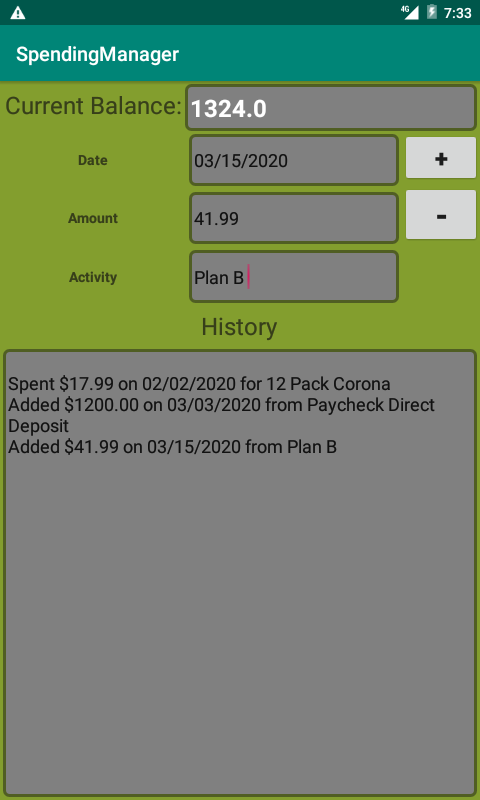 4G 7:33
SpendingManager
Current Balance: 1324.0
Date 03/15/2020 +
Amount 41.99 -
Activity Plan B
History
Spent $17.99 on 02/02/2020 for 12 Pack Corona
Added $1200.00 on 03/03/2020 from Paycheck Direct
Deposit
Added $41.99 on 03/15/2020 from Plan B